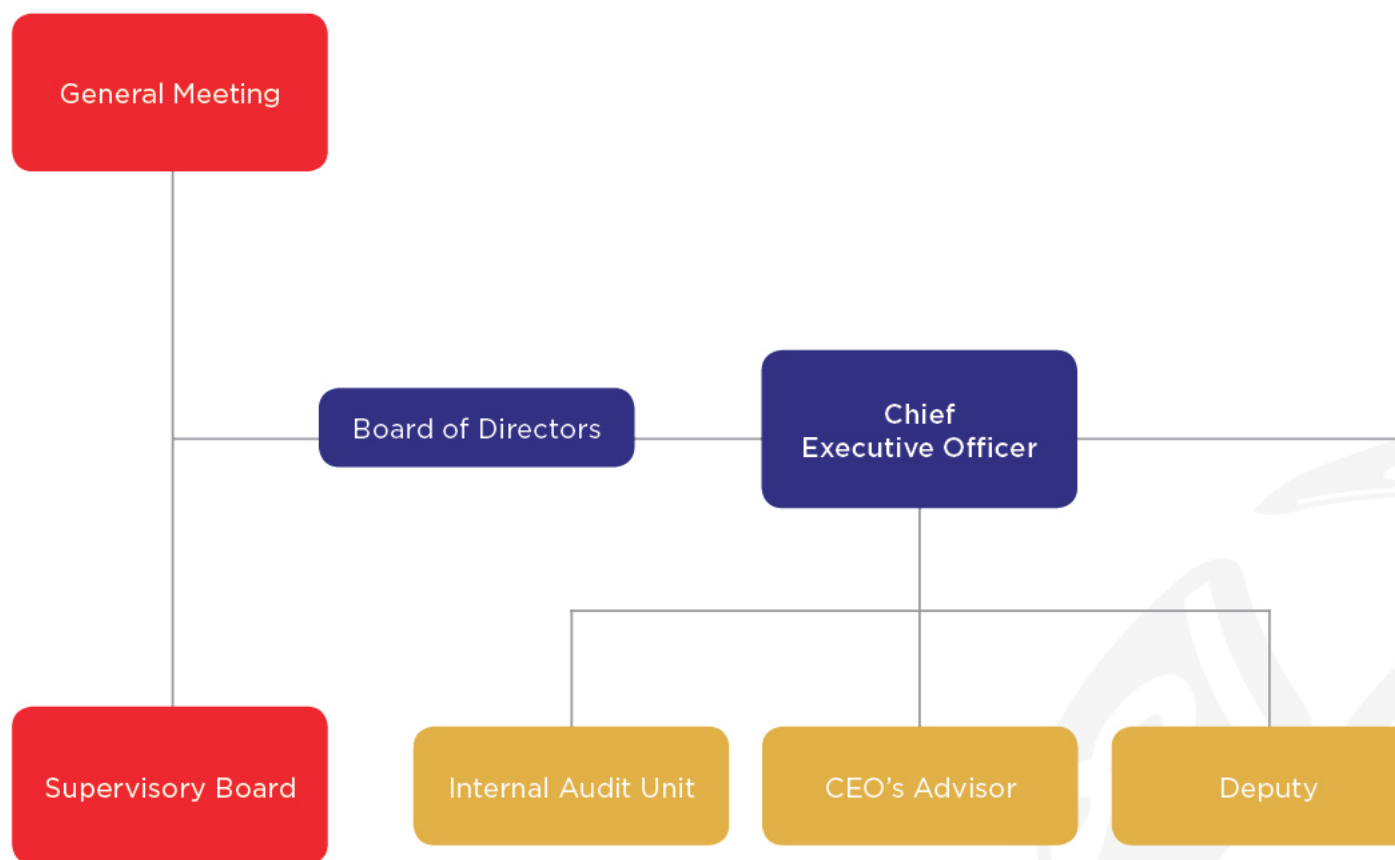 General Meeting
Board of Directors
Chief
Executive Officer
Supervisory Board
Internal Audit Unit
CEO’s Advisor
Deputy